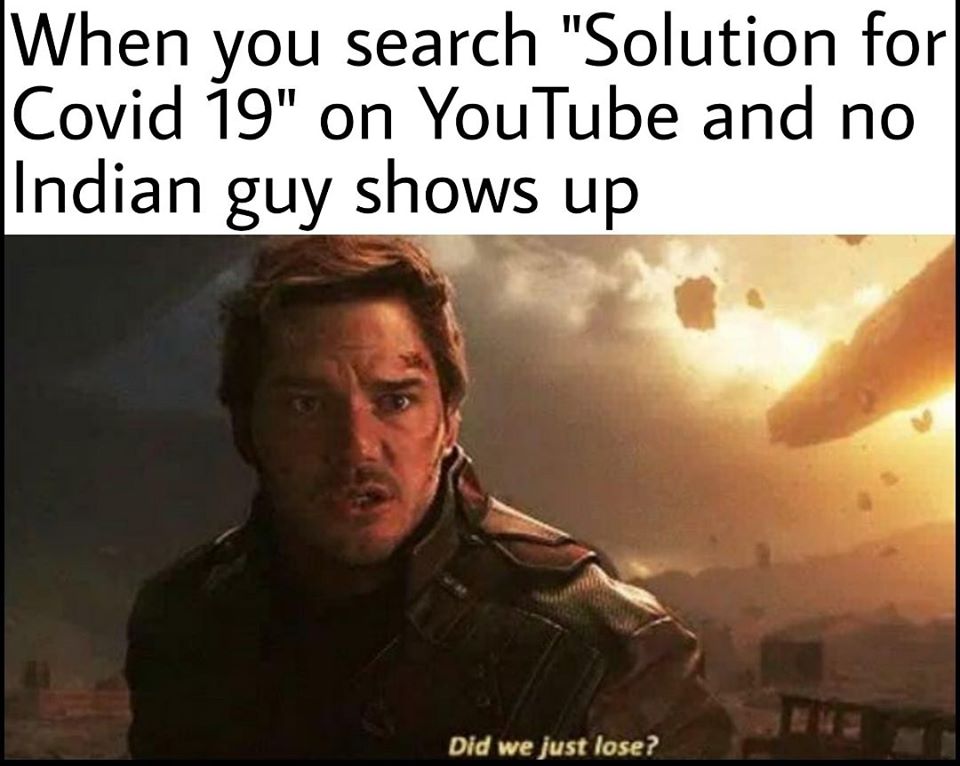 When you search "Solution for
Covid 19" on YouTube and no
Indian guy shows up
Did we just lose?